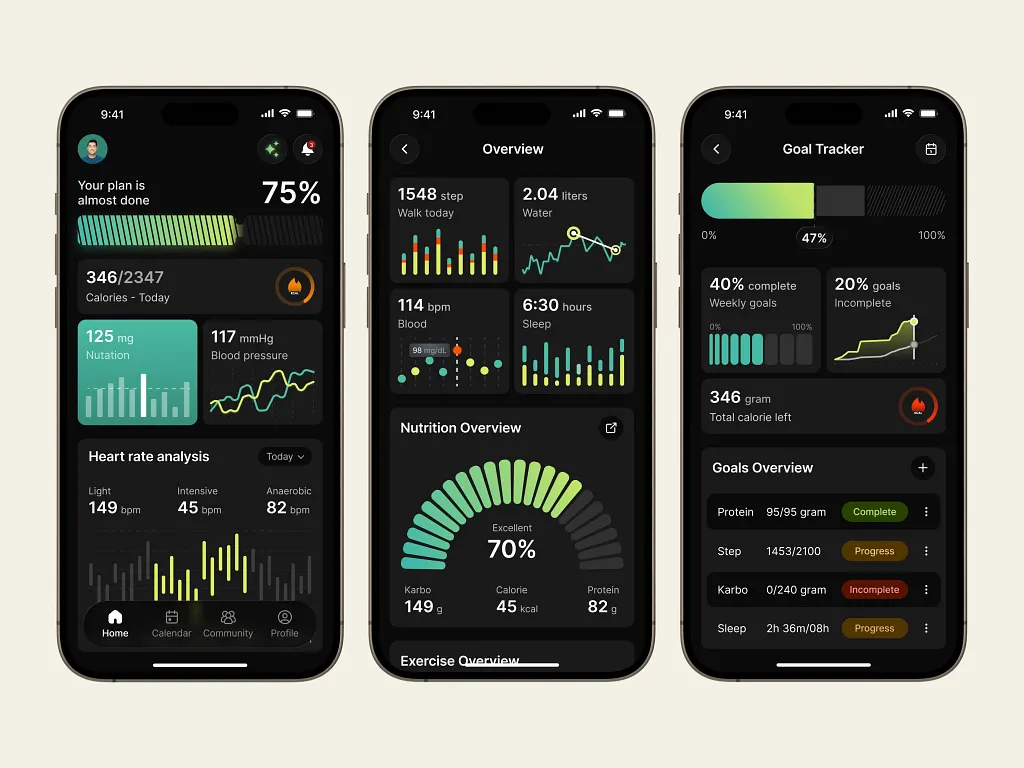 9:41
3
Your plan is
almost done
75%
346/2347
Calories - Today
125 mg
Nutation
117 mmHg
Blood pressure
Heart rate analysis
Today
Light
149 bpm
Intensive
45 bpm
Anaerobic
82 bpm
Home
Calendar
Community
Profile
9:41
Overview
1548 step
Walk today
2.04 liters
Water
114 bpm
Blood
98 mg/dL
6:30 hours
Sleep
Nutrition Overview
Excellent
70%
Karbo
149 g
Calorie
45 kcal
Protein
82 g
Exercise Overview
9:41
Goal Tracker
0%
47%
100%
40% complete
Weekly goals
0%
100%
20% goals
Incomplete
346 gram
Total calorie left
Goals Overview
Protein 95/95 gram Complete
Step 1453/2100 Progress
Karbo 0/240 gram Incomplete
Sleep 2h 36m/08h Progress